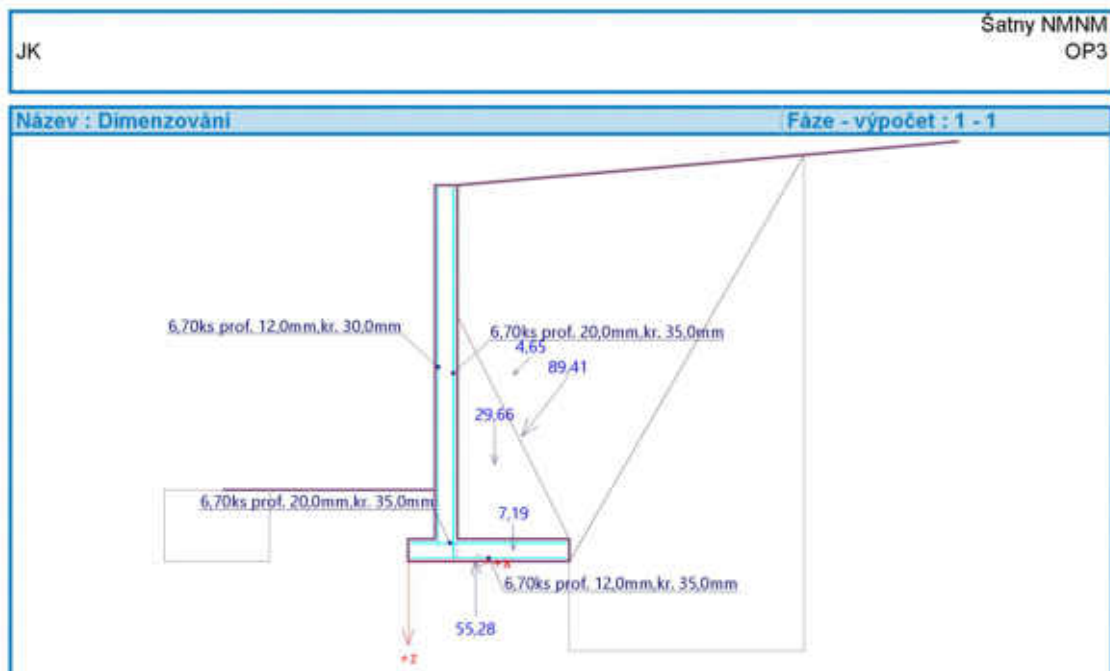 Šatny NMNM
JK
OP3
Název : Dimenzování
Fáze - výpočet : 1 - 1
6,70ks prof. 12,0mm,kr. 30,0mm
6,70ks prof. 20,0mm,kr. 35,0mm
4,65
89,41
29,66
6,70ks prof. 20,0mm,kr. 35,0mm
7,19
+x
6,70ks prof. 12,0mm,kr. 35,0mm
55,28
+z